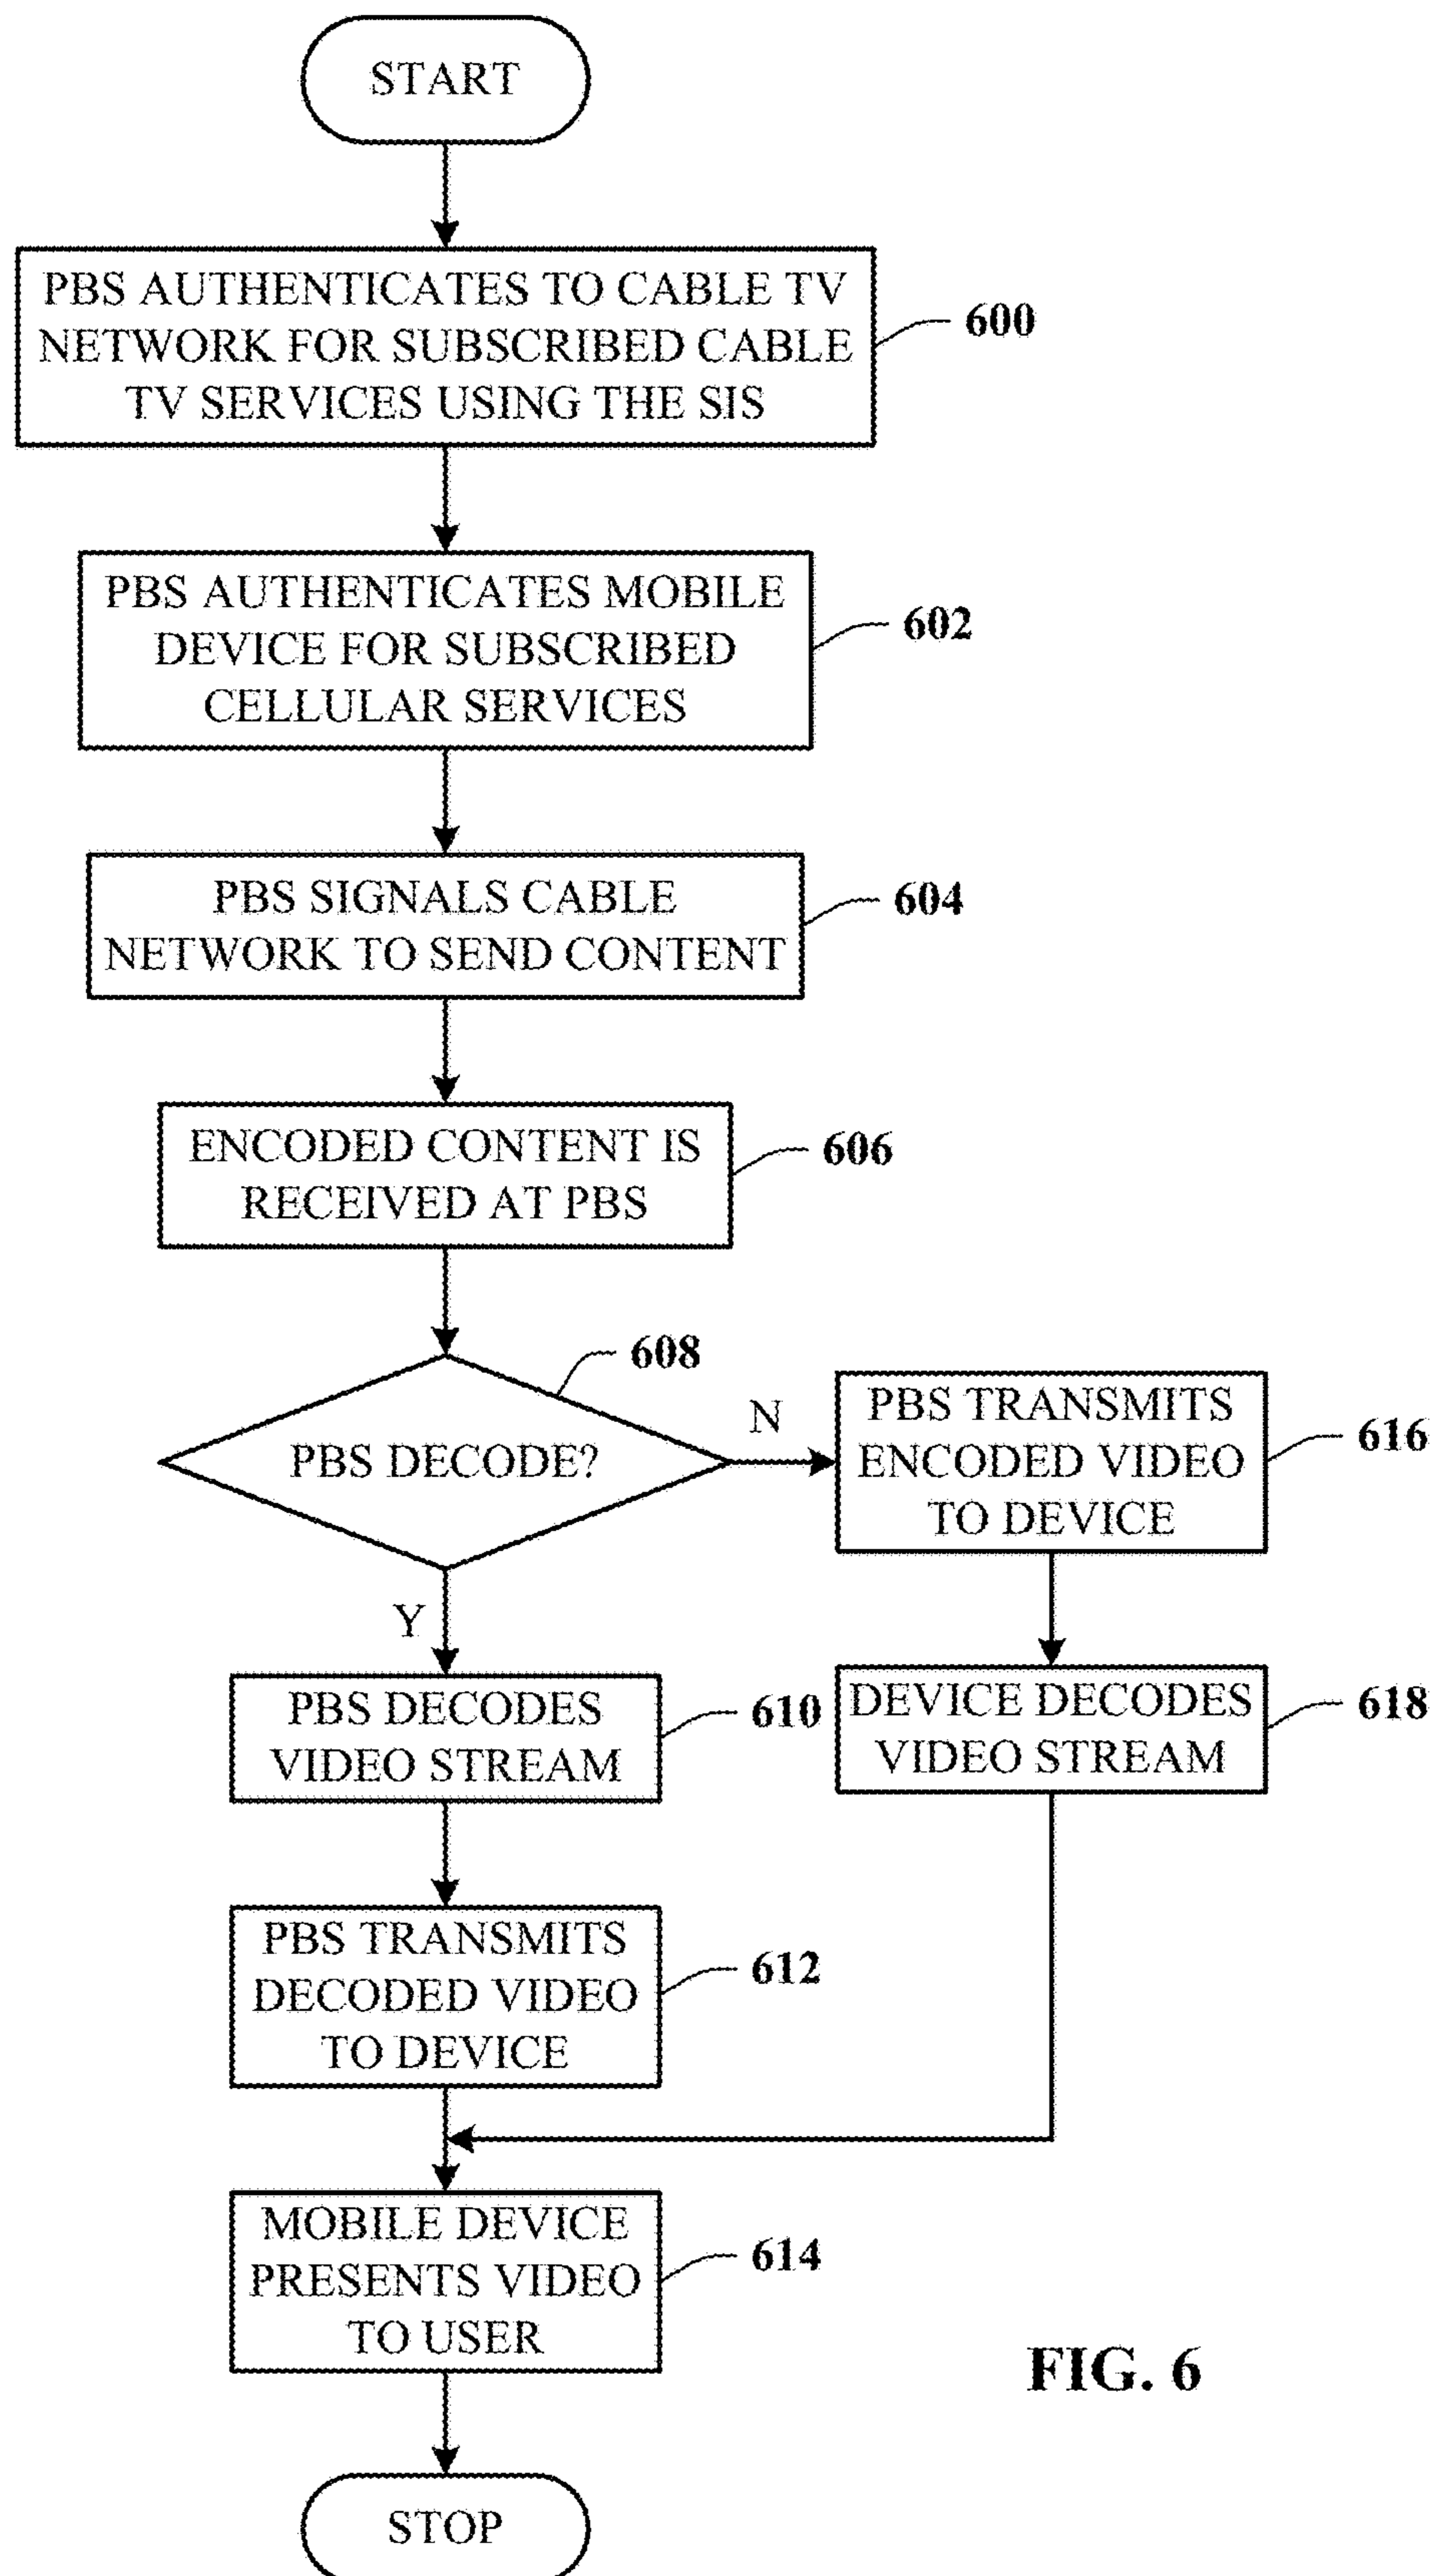 START
PBS AUTHENTICATES TO CABLE TV
NETWORK FOR SUBSCRIBED CABLE
TV SERVICES USING THE SIS
600
PBS AUTHENTICATES MOBILE
DEVICE FOR SUBSCRIBED
CELLULAR SERVICES
602
PBS SIGNALS CABLE
NETWORK TO SEND CONTENT
604
ENCODED CONTENT IS
RECEIVED AT PBS
606
608
PBS DECODE?
N
PBS TRANSMITS
ENCODED VIDEO
TO DEVICE
616
Y
PBS DECODES
VIDEO STREAM
610
DEVICE DECODES
VIDEO STREAM
618
PBS TRANSMITS
DECODED VIDEO
TO DEVICE
612
MOBILE DEVICE
PRESENTS VIDEO
TO USER
614
FIG. 6
STOP